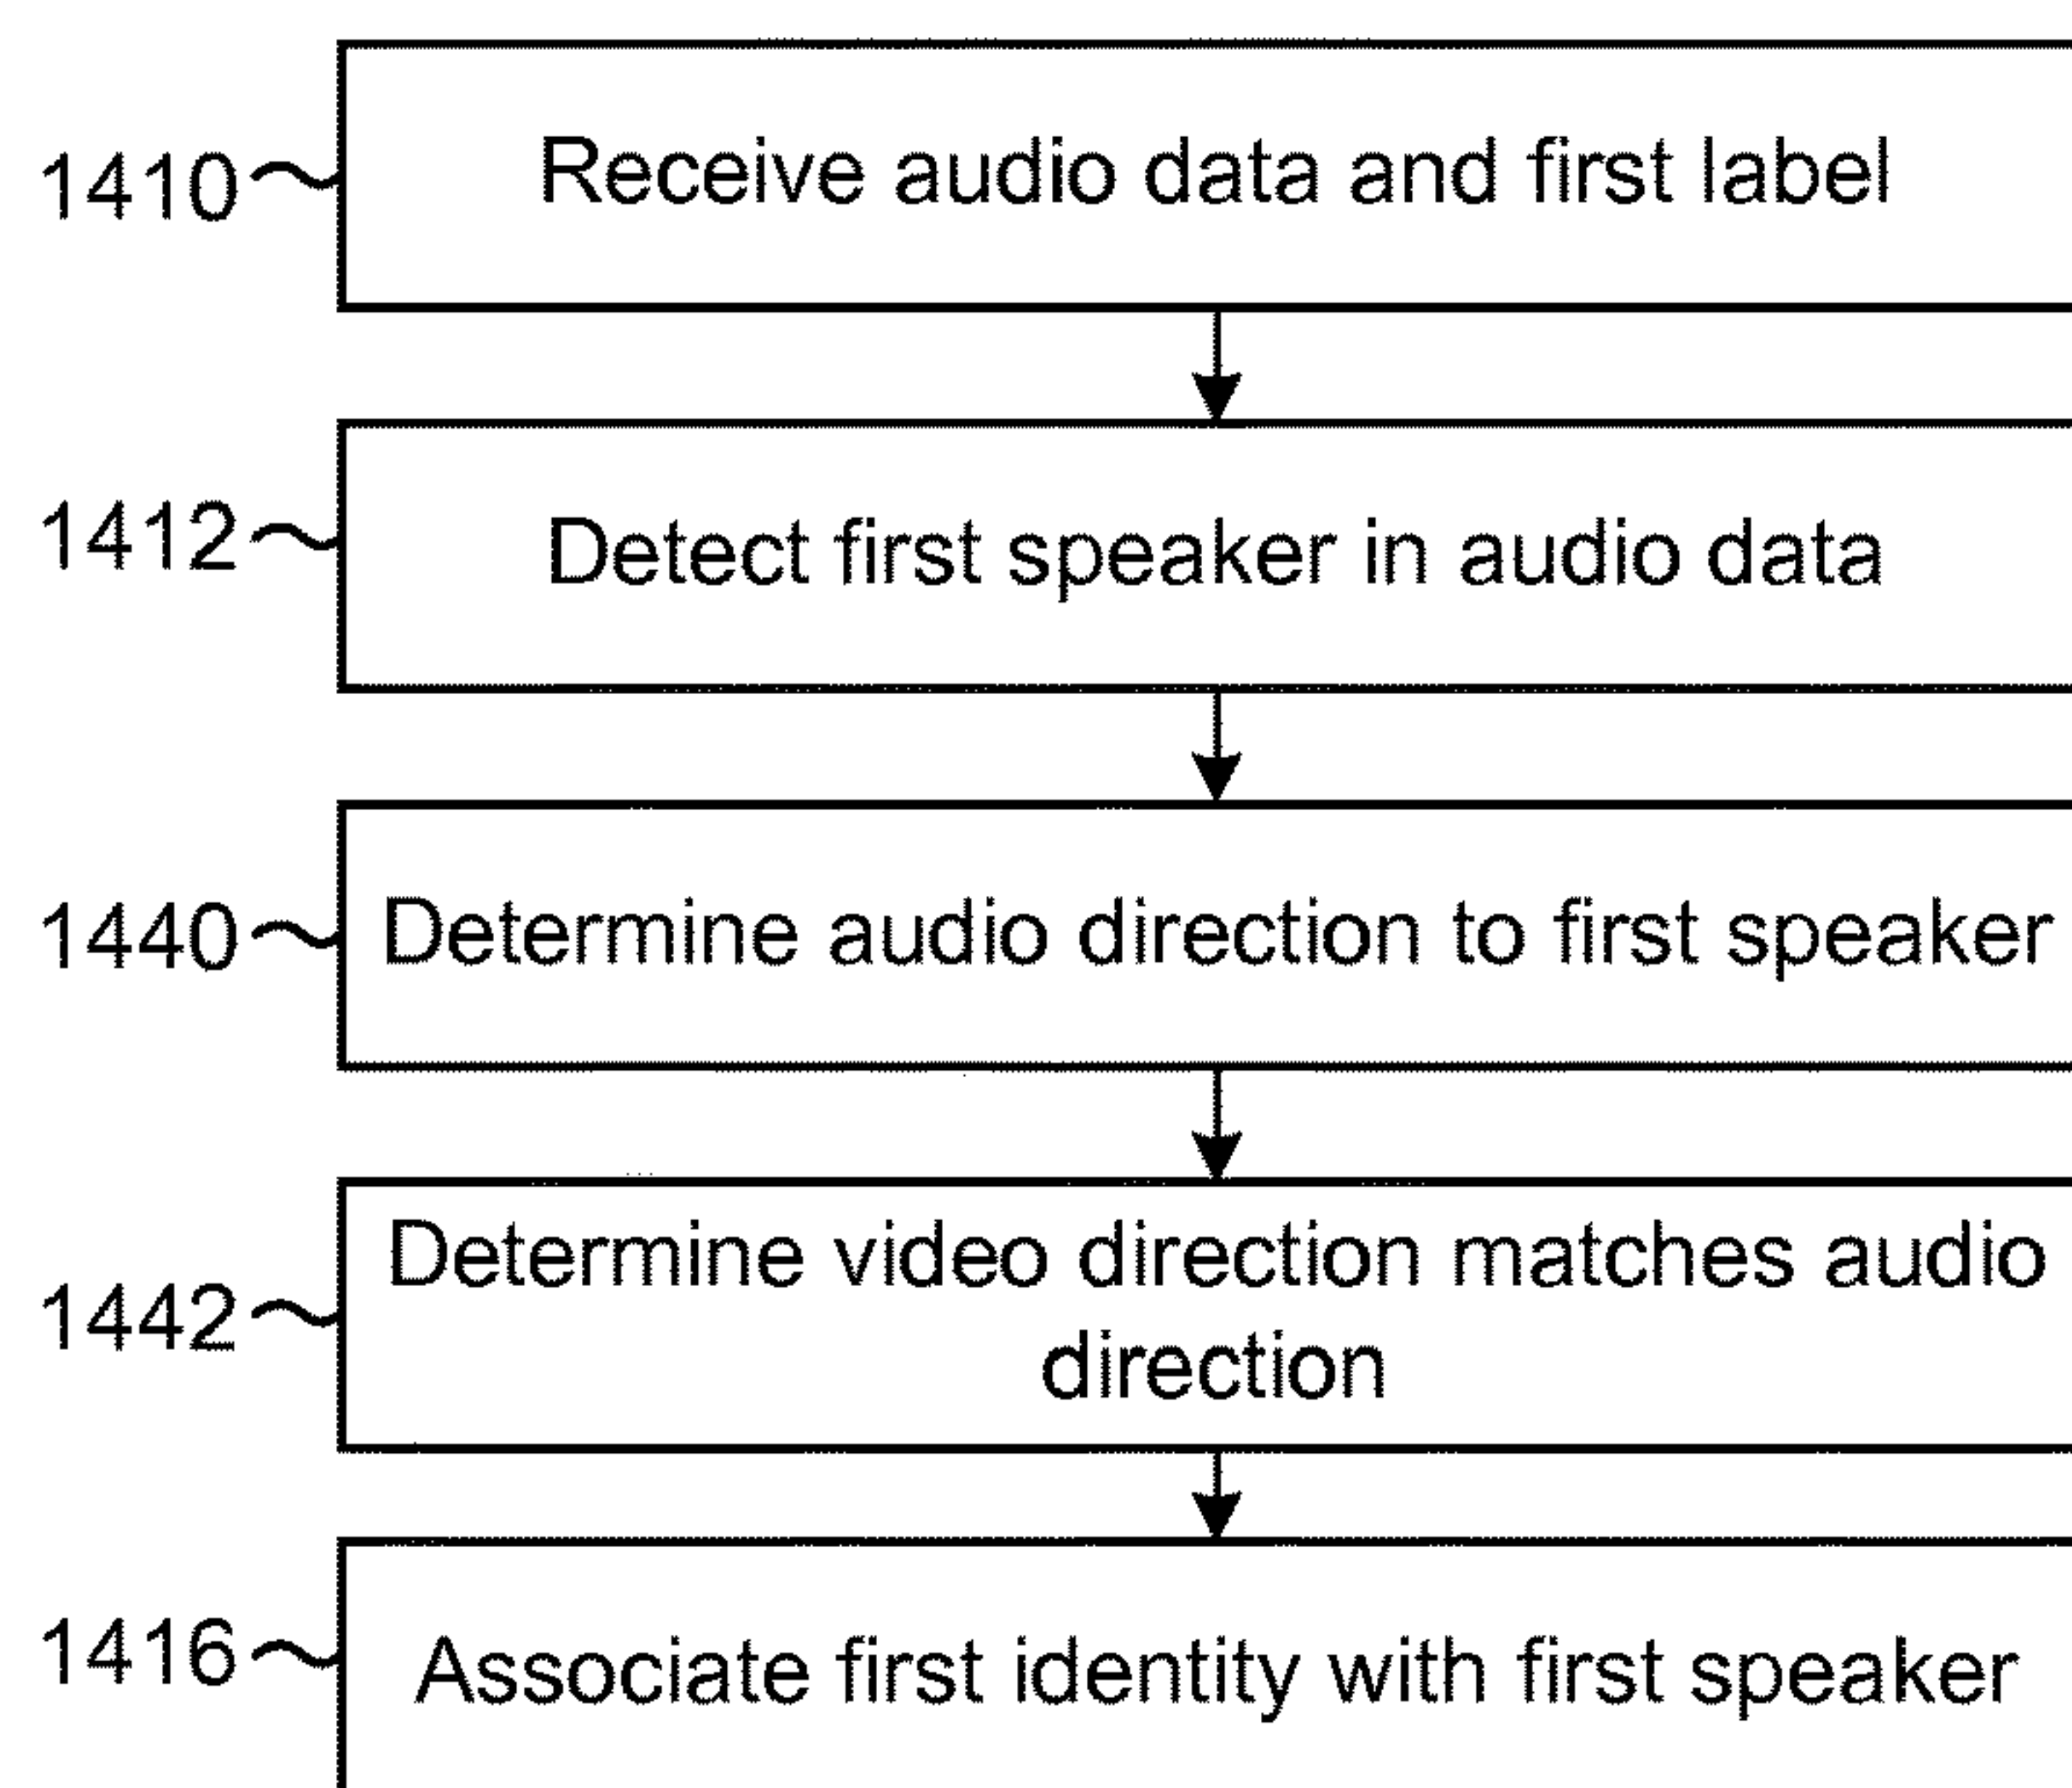 1410
Receive audio data and first label
1412
Detect first speaker in audio data
1440
Determine audio direction to first speaker
1442
Determine video direction matches audio
direction
1416
Associate first identity with first speaker